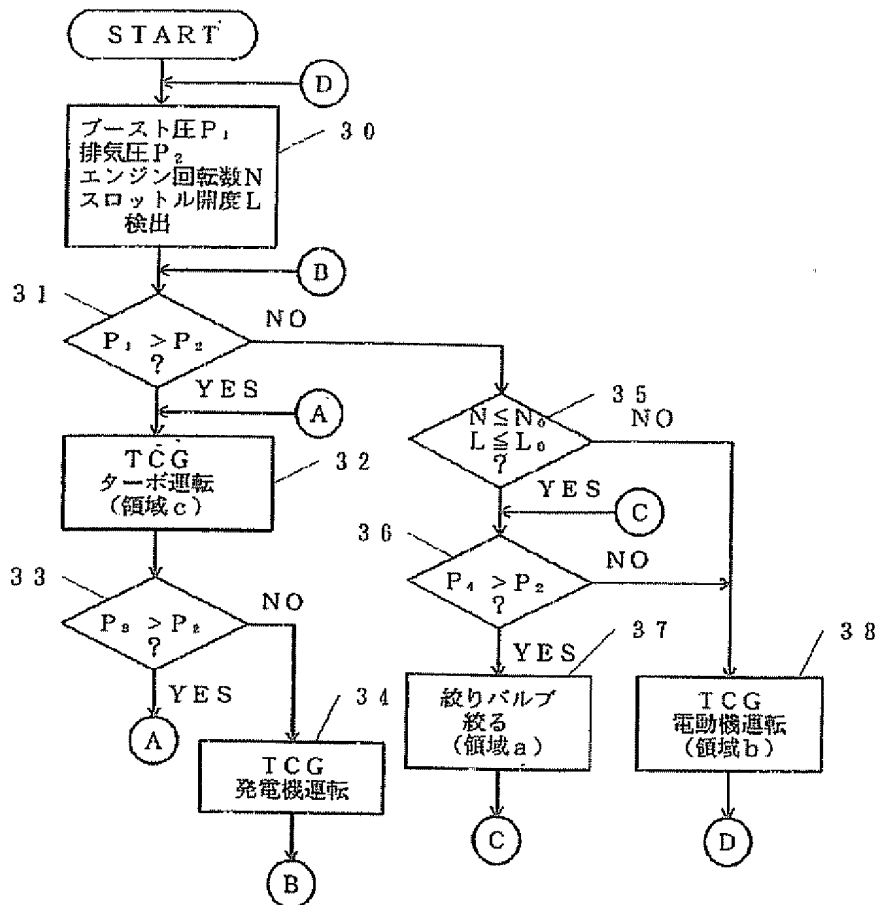 START
D
ブースト圧P₁
排気圧P₂
エンジン回転数N
スロットル開度L
検出
30
B
31
P₁ > P₂
?
NO
YES
A
TCG
ターボ運転
(領域c)
32
33
P₃ > P₂
?
NO
YES
A
34
TCG
発電機運転
B
35
N ≦ N₀
L ≦ L₀
?
NO
YES
C
36
P₄ > P₂
?
NO
YES
37
絞りバルブ
絞る
(領域a)
C
38
TCG
電動機運転
(領域b)
D